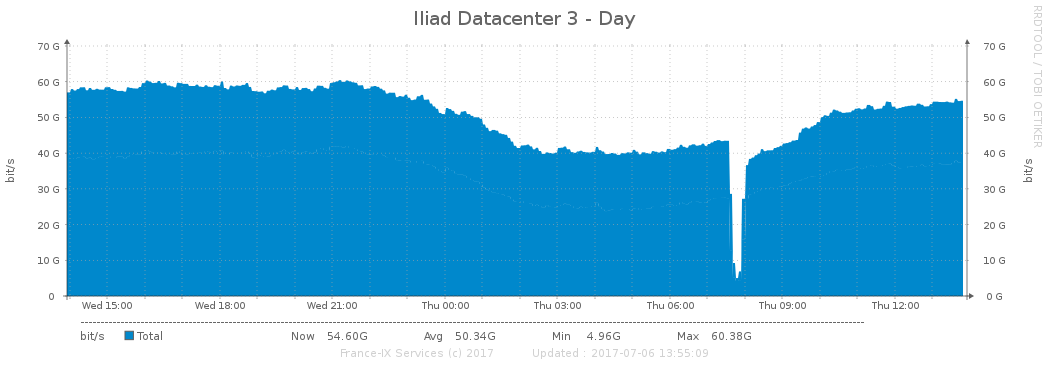 Iliad Datacenter 3 - Day
RRDTOOL / TOBI OETIKER
70 G 70 G
60 G 60 G
50 G 50 G
40 G 40 G
30 G 30 G
20 G 20 G
10 G 10 G
0 0 G
bit/s bit/s
Wed 15:00 Wed 18:00 Wed 21:00 Thu 00:00 Thu 03:00 Thu 06:00 Thu 09:00 Thu 12:00
bit/s Total Now 54.60G Avg 50.34G Min 4.96G Max 60.38G
France-IX Services (c) 2017 Updated : 2017-07-06 13:55:09